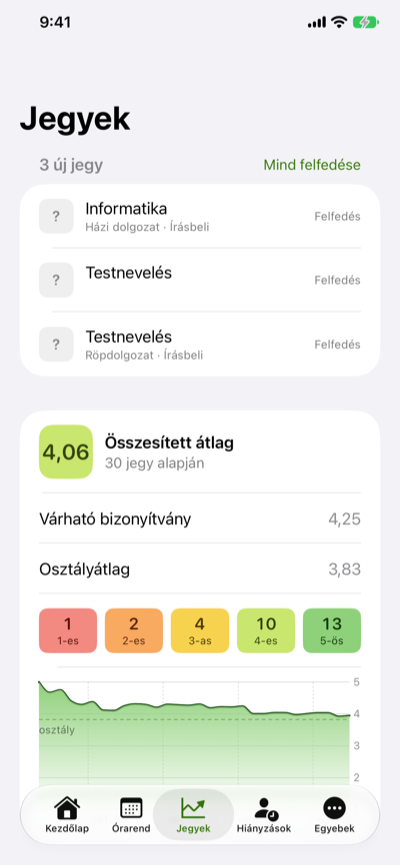 9:41
Jegyek
3 új jegy Mind felfedése
? Informatika Felfedés
Házi dolgozat · Írásbeli
? Testnevelés Felfedés
? Testnevelés Felfedés
Röpdolgozat · Írásbeli
4,06 Összesített átlag
30 jegy alapján
Várható bizonyítvány 4,25
Osztályátlag 3,83
1 2 4 10 13
1-es 2-es 3-as 4-es 5-ös
5
4
osztály
3
2
Kezdőlap Órarend Jegyek Hiányzások Egyebek